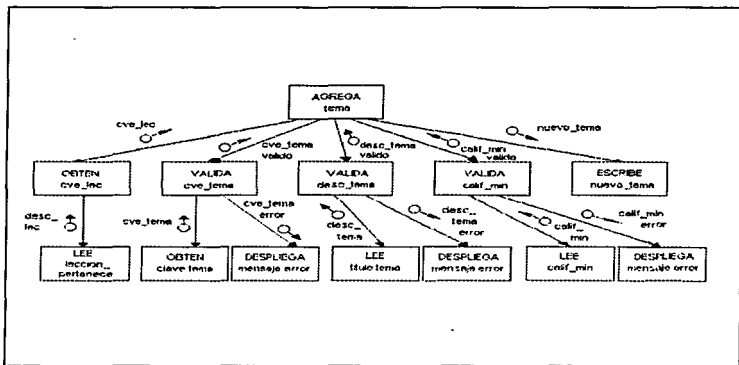 AGREGA
tema
cve_lec
cve_tema
valido
desc_tema
valido
calif_min
valido
nuevo_tema
OBTEN
cve_lec
VALIDA
cve_tema
VALIDA
desc_tema
VALIDA
calif_min
ESCRIBE
nuevo_tema
desc_
lec
cve_tema
cve_tema
error
desc_
tema
desc_
tema
error
calif_
min
calif_min
error
LEE
leccion_
pertenece
OBTEN
clave tema
DESPLIEGA
mensaje error
LEE
titulo tema
DESPLIEGA
mensaje error
LEE
calif_min
DESPLIEGA
mensaje error